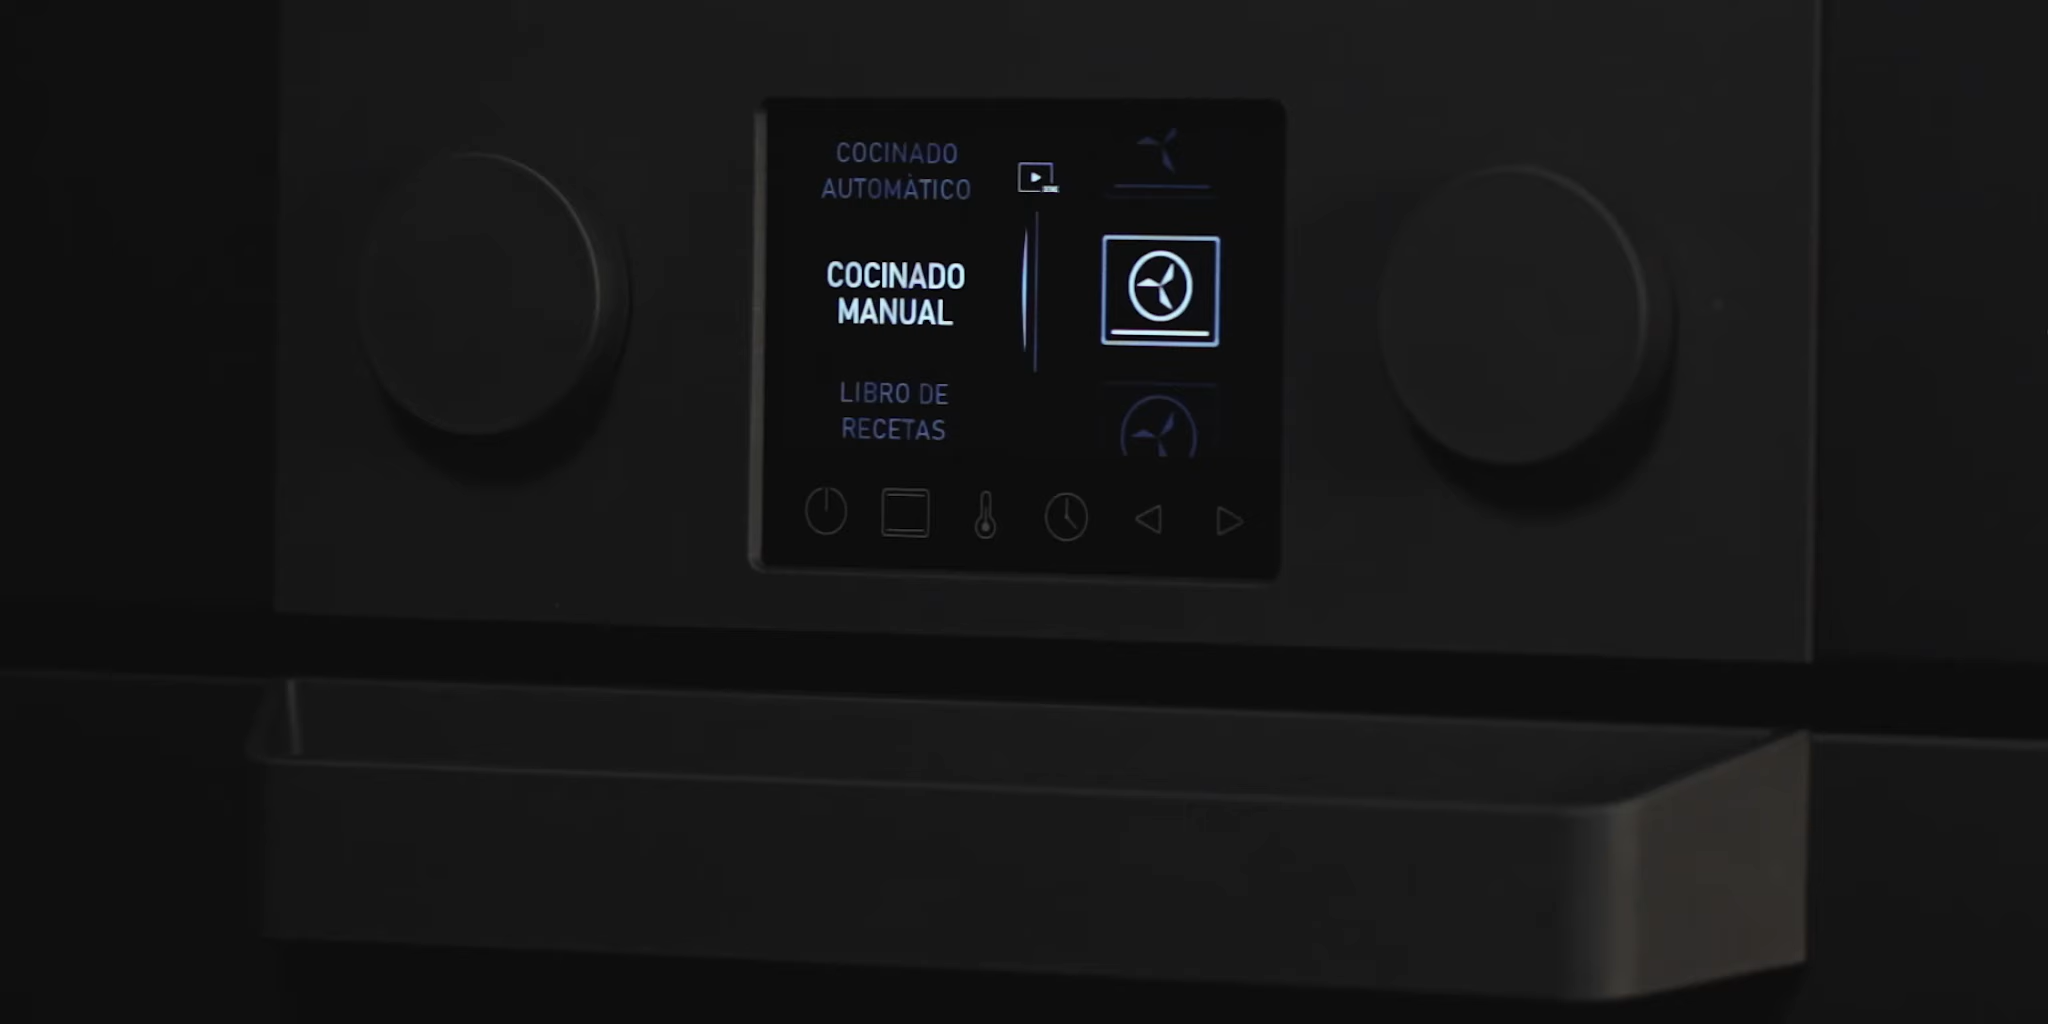 COCINADO
AUTOMÁTICO
COCINADO
MANUAL
LIBRO DE
RECETAS